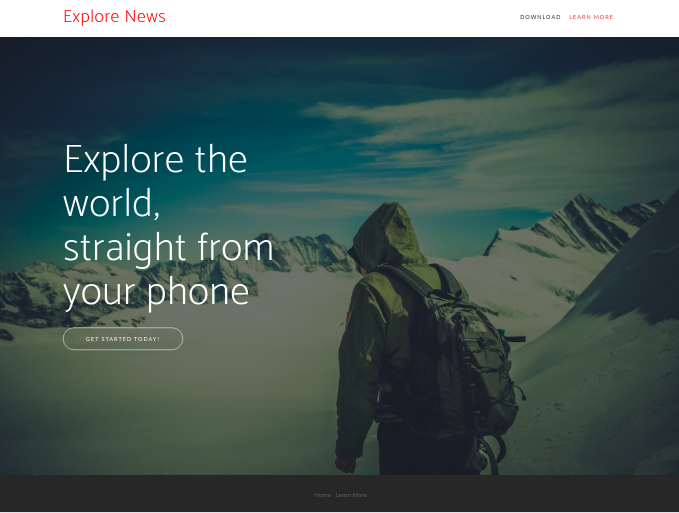 Explore News
DOWNLOAD LEARN MORE
Explore the
world,
straight from
your phone
GET STARTED TODAY!
Home Learn More